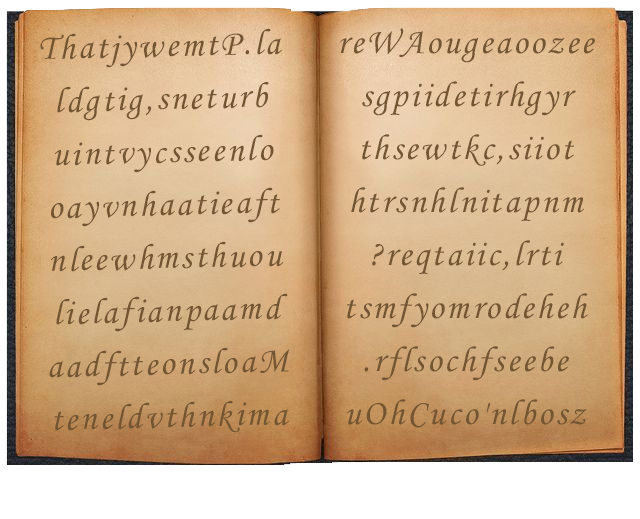 ThatjywemtP.la
ldgtig,sneturb
uintvycsseenlo
oayvnhaatieaft
nleewhmsthuou
lielafianpaamd
aadftteonsloaM
teneldvthnkima
reWAougeaoozee
sgpiidetirhgyr
thsewtkc,siiot
htrsnhlnitapnm
?reqtaiic,lrti
tsmfyomrodeheh
.rflsochfseebe
uOhCuco'nlbosz